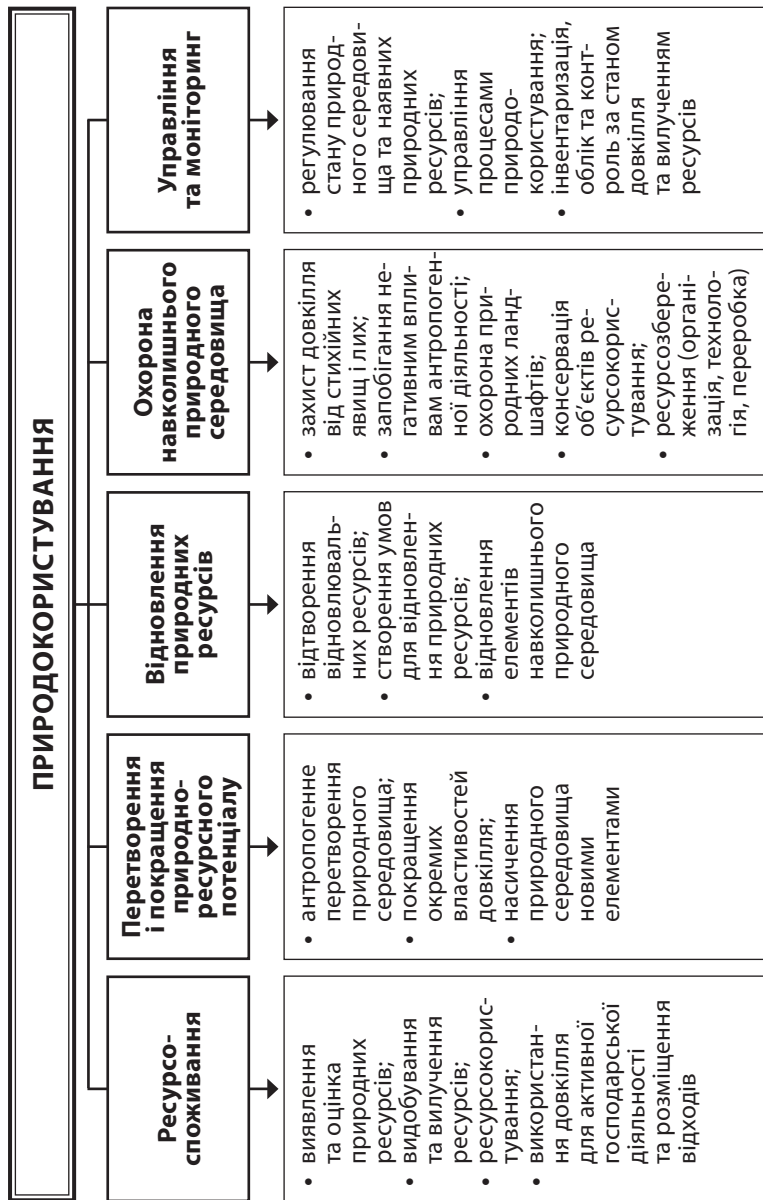 ПРИРОДОКОРИСТУВАННЯ
Ресурсо-
споживання
• виявлення
та оцінка
природних
ресурсів;
• видобування
та вилучення
ресурсів;
• ресурсокорис-
тування;
• використан-
ня довкілля
для активної
господарської
діяльності
та розміщення
відходів
Перетворення
і покращення
природно-
ресурсного
потенціалу
• антропогенне
перетворення
природного
середовища;
• покращення
окремих
властивостей
довкілля;
• насичення
природного
середовища
новими
елементами
Відновлення
природних
ресурсів
• відтворення
відновлюваль-
них ресурсів;
• створення умов
для відновлен-
ня природних
ресурсів;
• відновлення
елементів
навколишнього
природного
середовища
Охорона
навколишнього
природного
середовища
• захист довкілля
від стихійних
явищ і лих;
• запобігання не-
гативним впли-
вам антропоген-
ної діяльності;
• охорона при-
родних ланд-
шафтів;
• консервація
об’єктів ре-
сурсокорис-
тування;
• ресурсозбере-
ження (органі-
зація, техноло-
гія, переробка)
Управління
та моніторинг
• регулювання
стану природ-
ного середови-
ща та наявних
природних
ресурсів;
• управління
процесами
природо-
користування;
• інвентаризація,
облік та конт-
роль за станом
довкілля
та вилученням
ресурсів